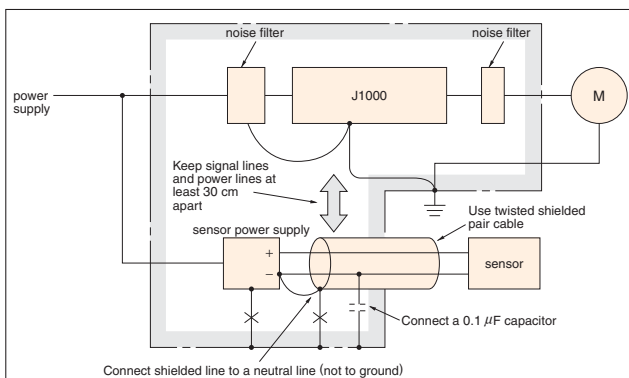 noise filter
noise filter
power
supply
J1000
M
Keep signal lines
and power lines at
least 30 cm
apart
Use twisted shielded
pair cable
sensor power supply
+
−
sensor
Connect a 0.1 μF capacitor
Connect shielded line to a neutral line (not to ground)